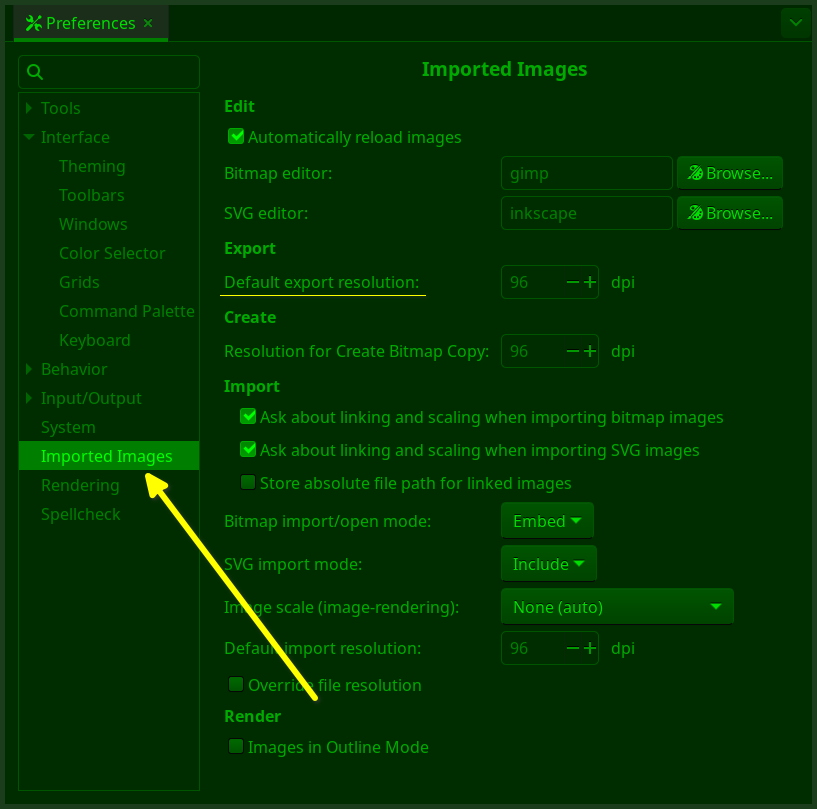 Preferences
Imported Images
Tools
Interface
Theming
Toolbars
Windows
Color Selector
Grids
Command Palette
Keyboard
Behavior
Input/Output
System
Imported Images
Rendering
Spellcheck
Edit
Automatically reload images
Bitmap editor: gimp Browse...
SVG editor: inkscape Browse...
Export
Default export resolution: 96 dpi
Create
Resolution for Create Bitmap Copy: 96 dpi
Import
Ask about linking and scaling when importing bitmap images
Ask about linking and scaling when importing SVG images
Store absolute file path for linked images
Bitmap import/open mode: Embed
SVG import mode: Include
Image scale (image-rendering): None (auto)
Default import resolution: 96 dpi
Override file resolution
Render
Images in Outline Mode